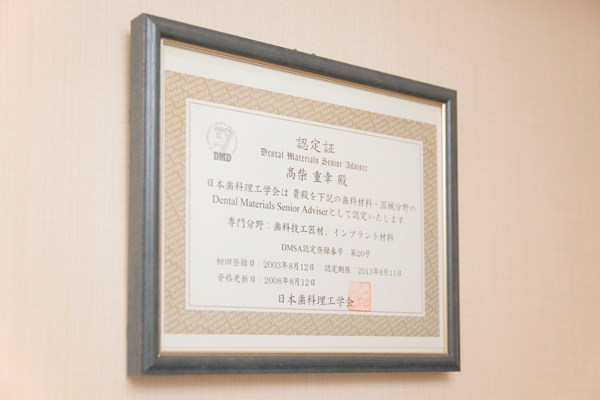 DMD
認定証
Dental Materials Senior Adviser
高柴 重幸 殿
日本歯科理工学会は 貴殿を下記の歯科材料・器械分野の
Dental Materials Senior Adviserとして認定いたします
専門分野：歯科技工器材、インプラント材料
DMSA認定登録番号：第20号
初回登録日：2003年8月12日 認定期限：2013年8月11日
資格更新日：2008年8月12日
日本歯科理工学会